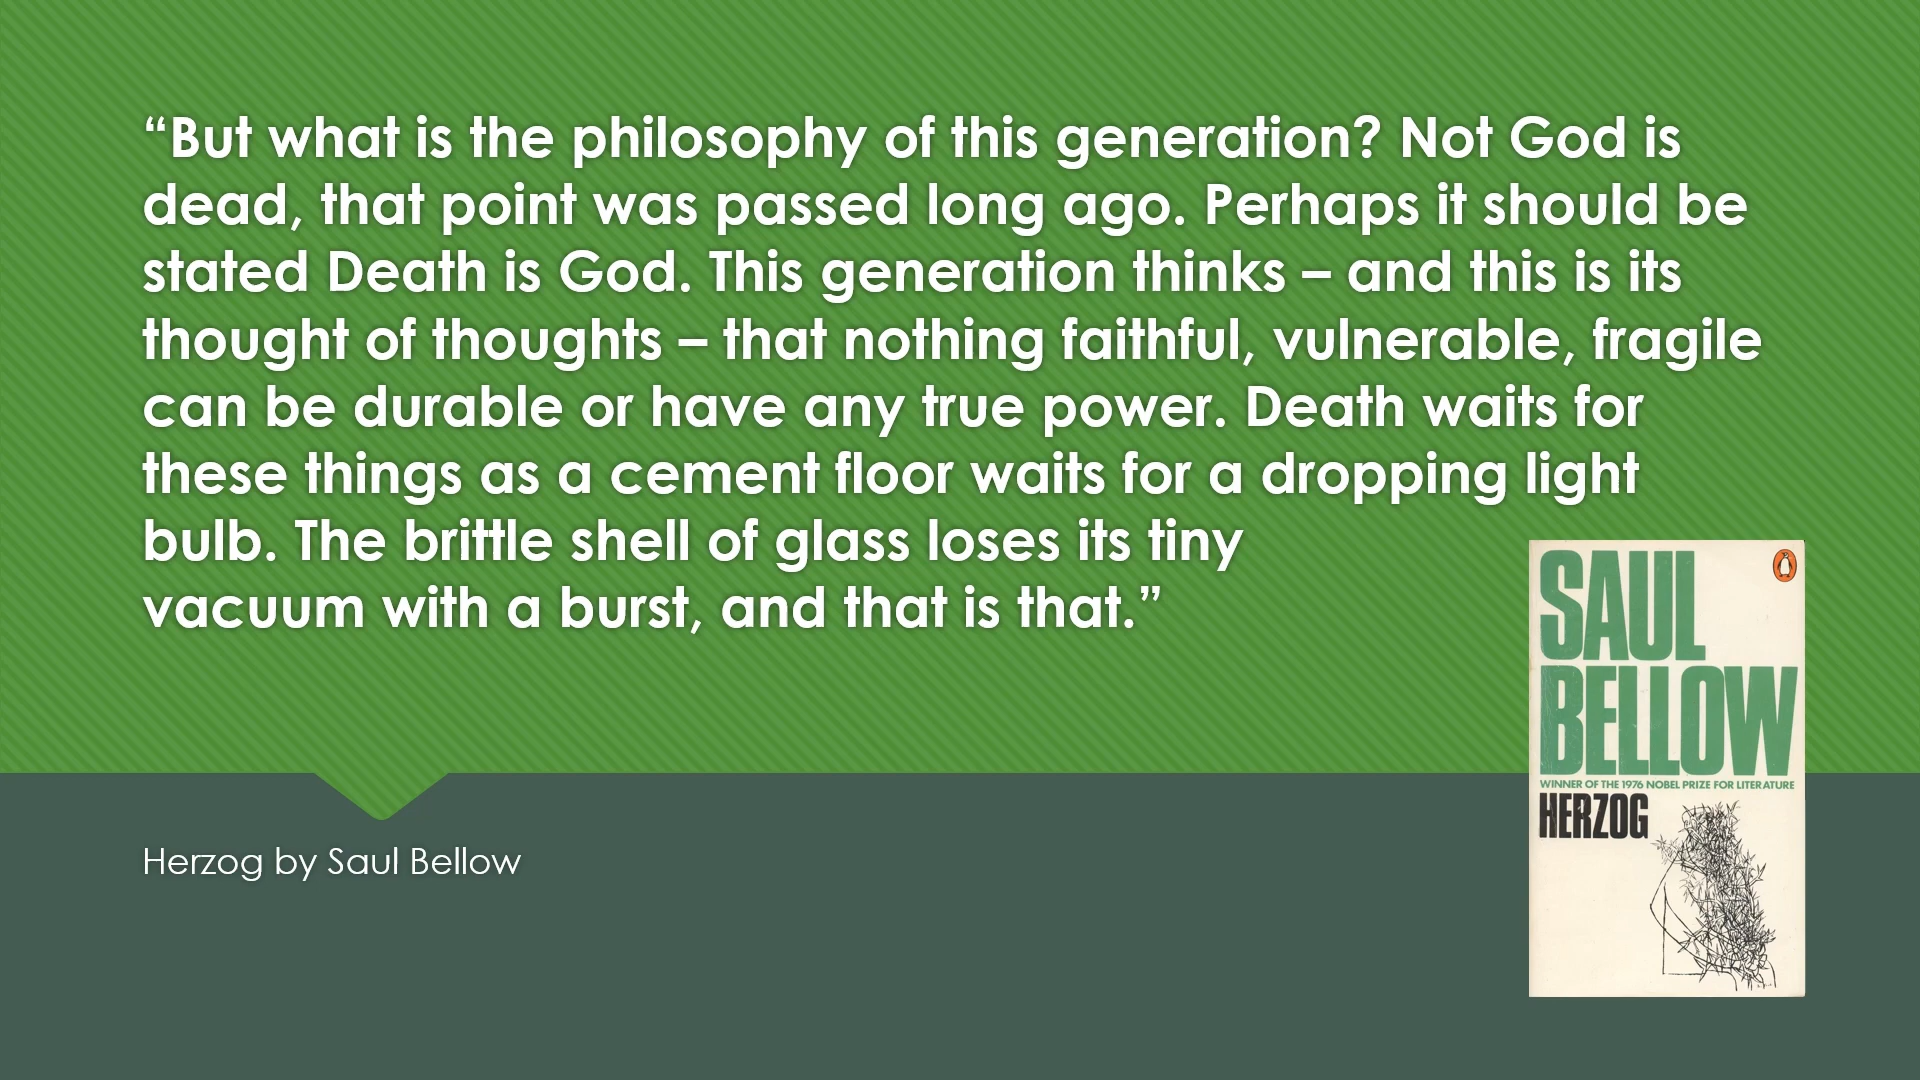 “But what is the philosophy of this generation? Not God is
dead, that point was passed long ago. Perhaps it should be
stated Death is God. This generation thinks – and this is its
thought of thoughts – that nothing faithful, vulnerable, fragile
can be durable or have any true power. Death waits for
these things as a cement floor waits for a dropping light
bulb. The brittle shell of glass loses its tiny
vacuum with a burst, and that is that.”
Herzog by Saul Bellow
SAUL
BELLOW
WINNER OF THE 1976 NOBEL PRIZE FOR LITERATURE
HERZOG